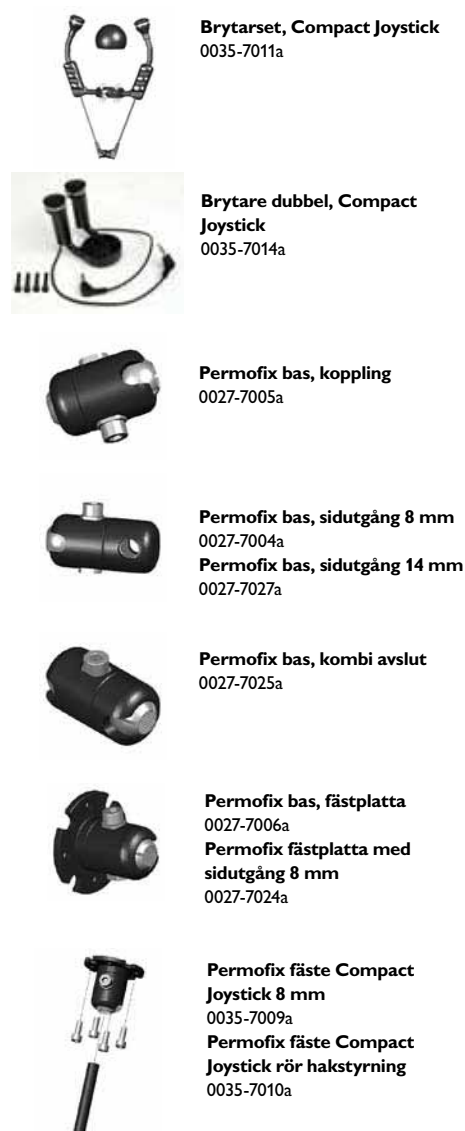 Brytarset, Compact Joystick
0035-7011a
Brytare dubbel, Compact
Joystick
0035-7014a
Permofix bas, koppling
0027-7005a
Permofix bas, sidutgång 8 mm
0027-7004a
Permofix bas, sidutgång 14 mm
0027-7027a
Permofix bas, kombi avslut
0027-7025a
Permofix bas, fästplatta
0027-7006a
Permofix fästplatta med
sidutgång 8 mm
0027-7024a
Permofix fäste Compact
Joystick 8 mm
0035-7009a
Permofix fäste Compact
Joystick rör hakstyrning
0035-7010a